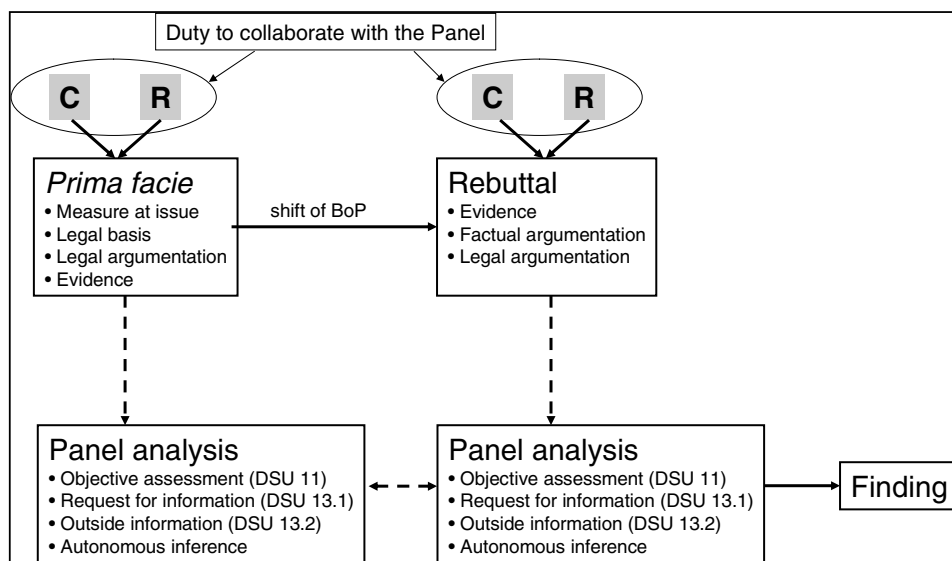 Duty to collaborate with the Panel
C R
C R
Prima facie
• Measure at issue
• Legal basis
• Legal argumentation
• Evidence
shift of BoP
Rebuttal
• Evidence
• Factual argumentation
• Legal argumentation
Panel analysis
• Objective assessment (DSU 11)
• Request for information (DSU 13.1)
• Outside information (DSU 13.2)
• Autonomous inference
Panel analysis
• Objective assessment (DSU 11)
• Request for information (DSU 13.1)
• Outside information (DSU 13.2)
• Autonomous inference
Finding